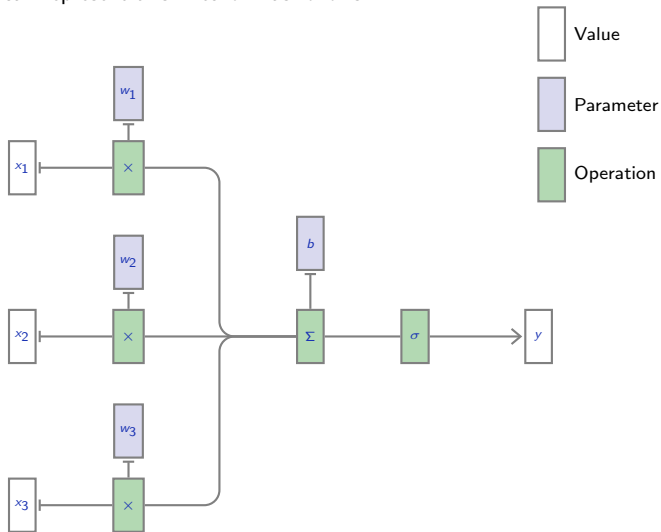 Value
w1
Parameter
x1
×
Operation
b
w2
x2
×
Σ
σ
y
w3
x3
×